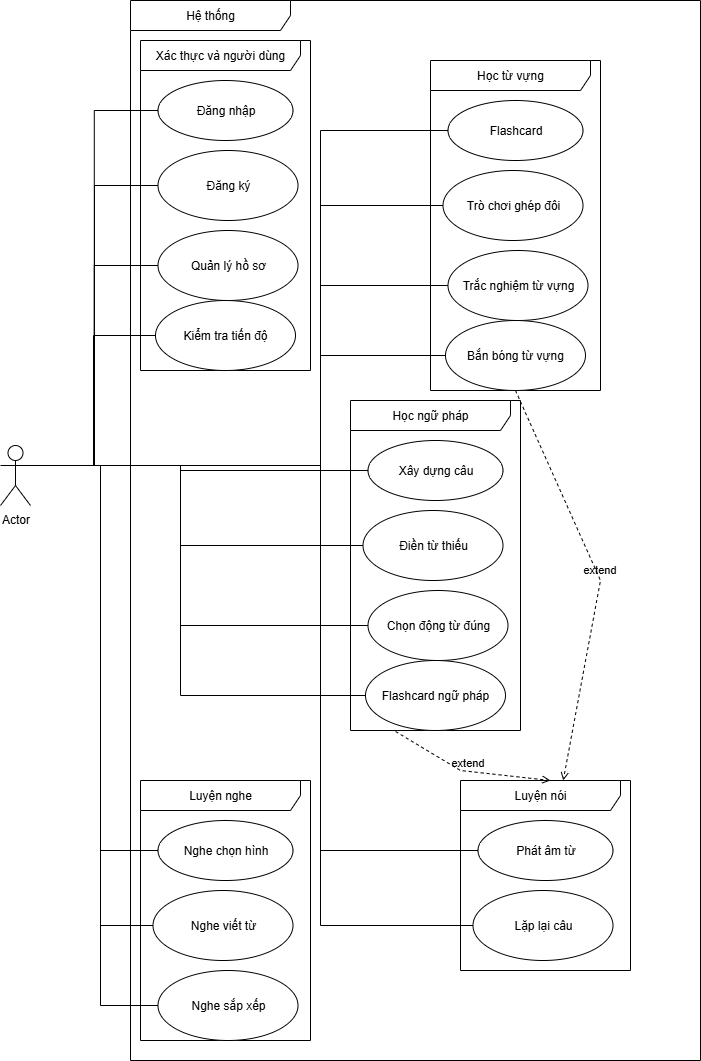 Hệ thống
Xác thực và người dùng
Đăng nhập
Đăng ký
Quản lý hồ sơ
Kiểm tra tiến độ
Học từ vựng
Flashcard
Trò chơi ghép đôi
Trắc nghiệm từ vựng
Bắn bóng từ vựng
Actor
Học ngữ pháp
Xây dựng câu
Điền từ thiếu
Chọn động từ đúng
Flashcard ngữ pháp
extend
extend
Luyện nghe
Nghe chọn hình
Nghe viết từ
Nghe sắp xếp
Luyện nói
Phát âm từ
Lặp lại câu